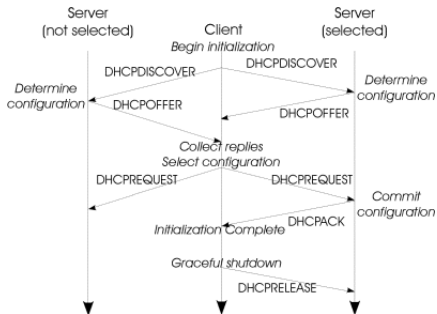 Server
(not selected)
Client
Server
(selected)
Begin initialization
DHCPDISCOVER
DHCPDISCOVER
Determine
configuration
Determine
configuration
DHCPOFFER
DHCPOFFER
Collect replies
Select configuration
DHCPREQUEST
DHCPREQUEST
Commit
configuration
DHCPACK
Initialization Complete
Graceful shutdown
DHCPRELEASE